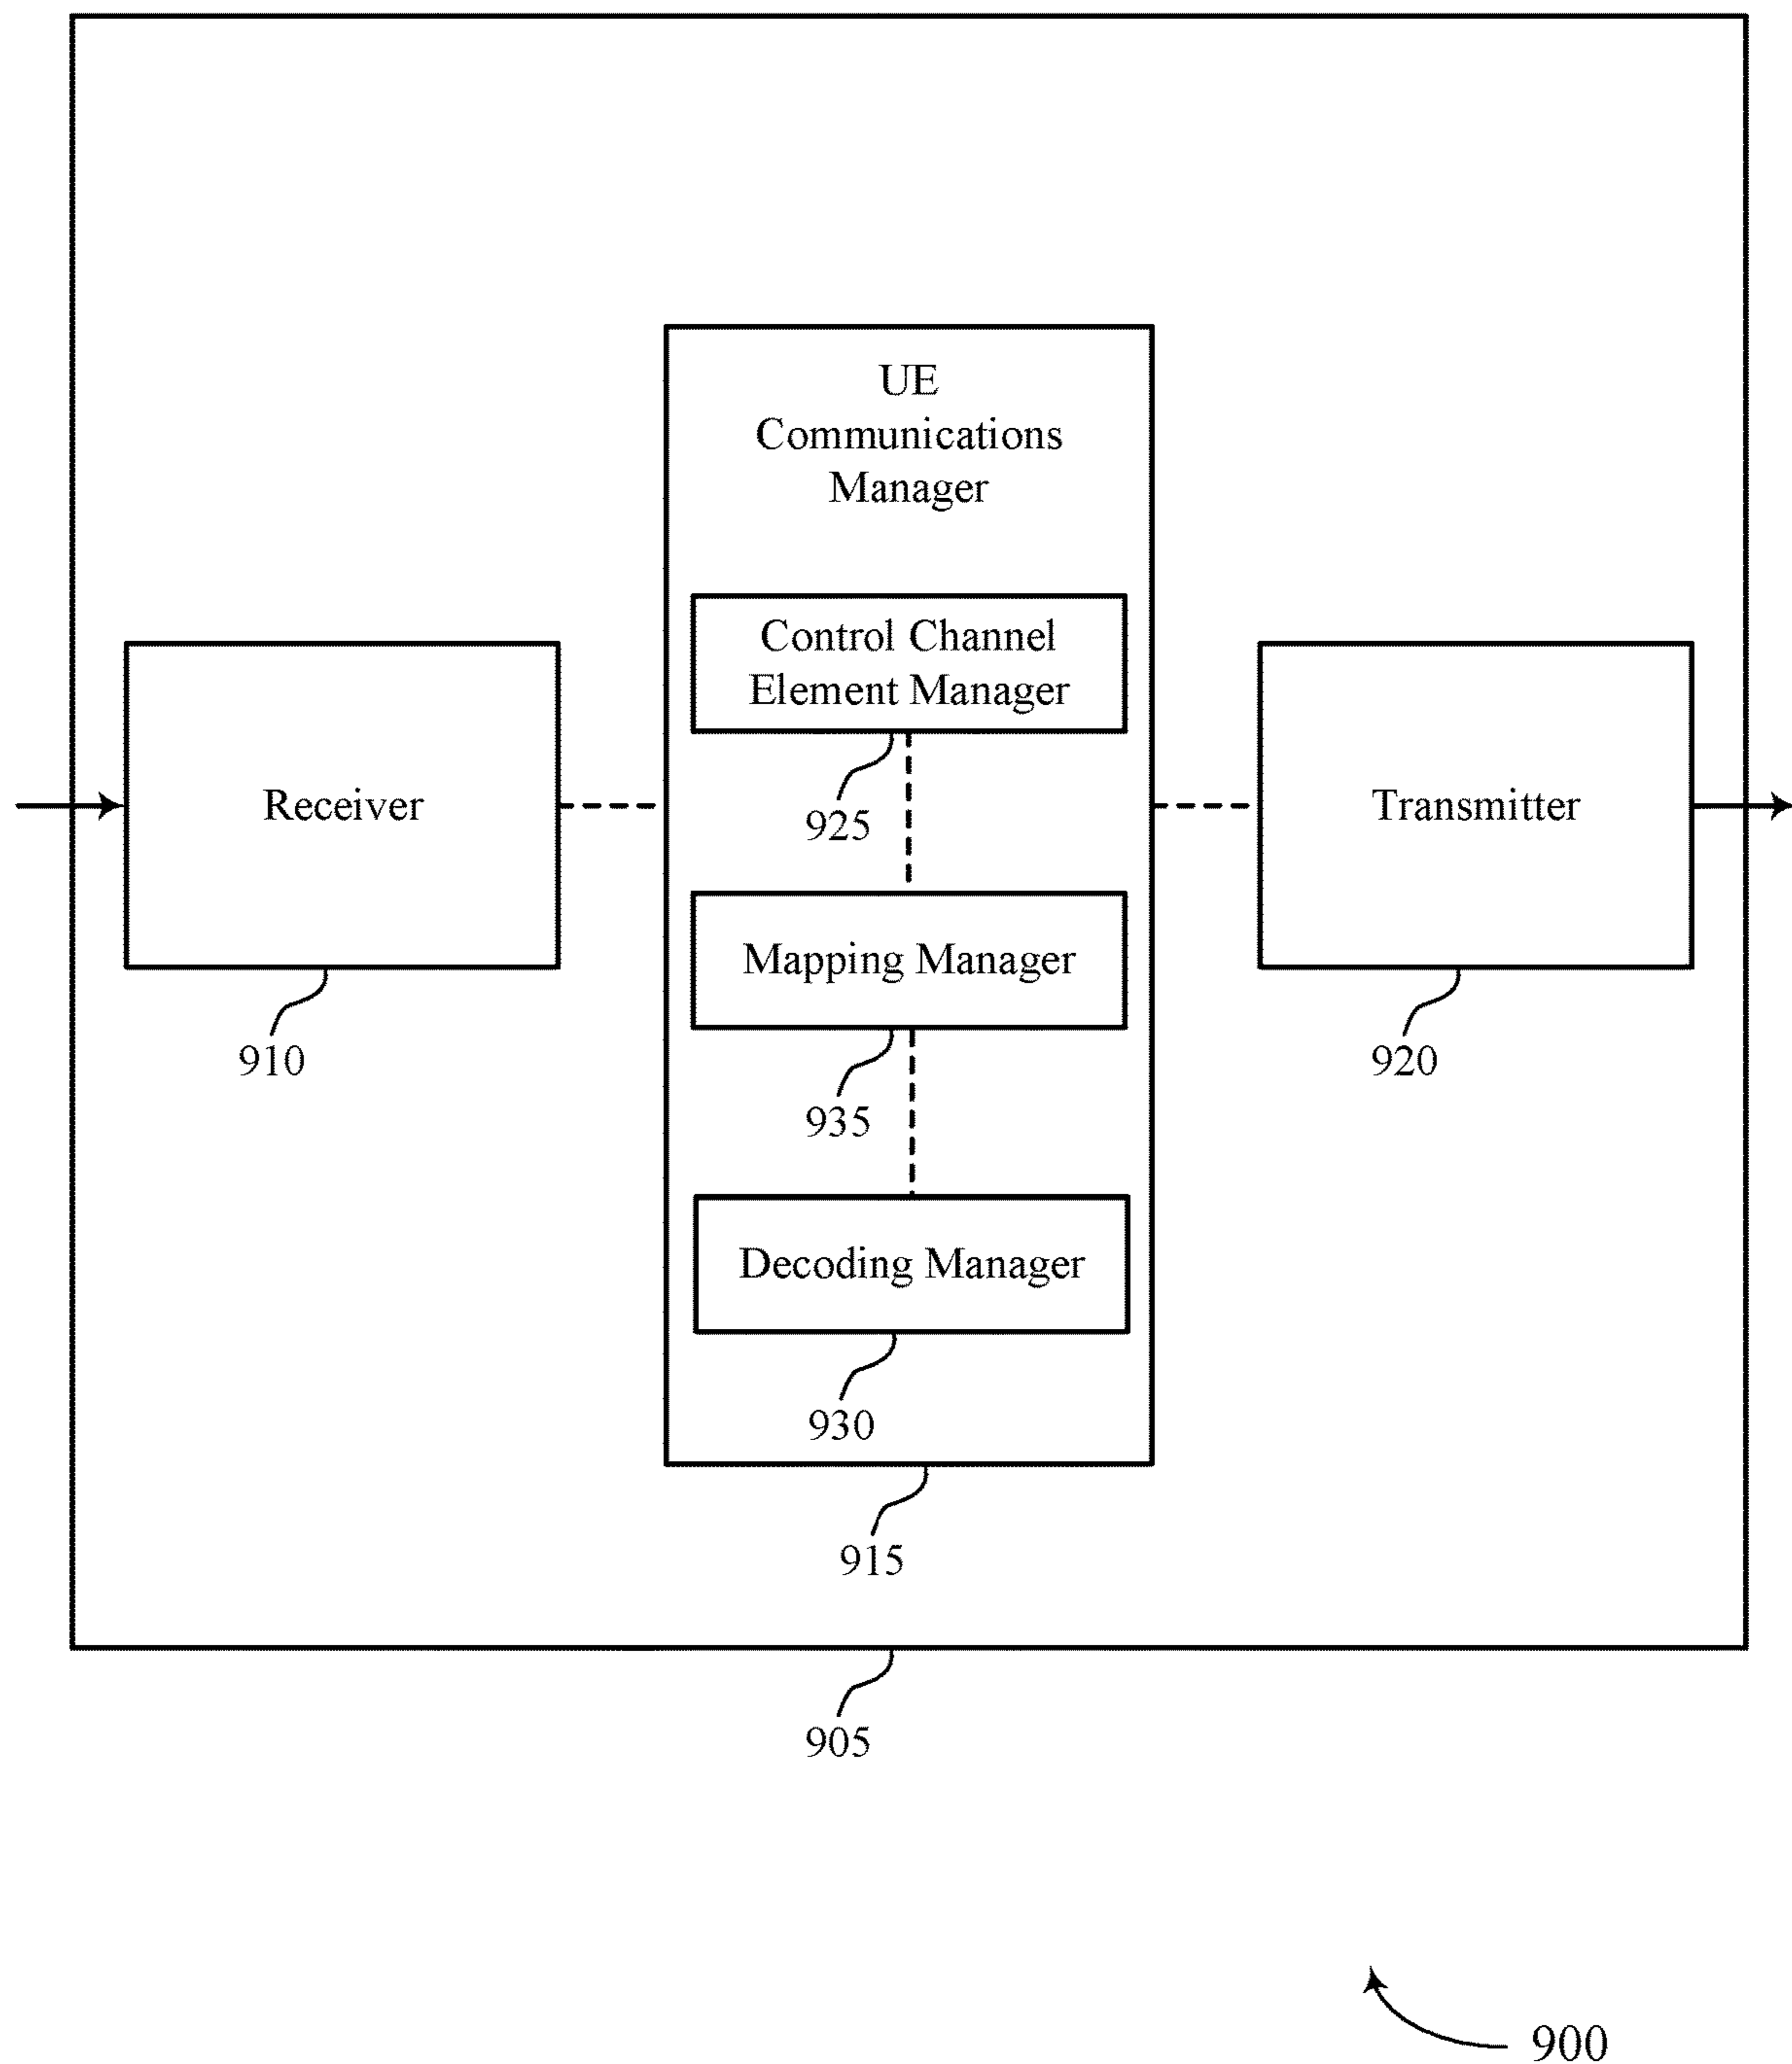 UE
Communications
Manager
Control Channel
Element Manager
925
Receiver
910
Mapping Manager
935
Transmitter
920
Decoding Manager
930
915
905
900